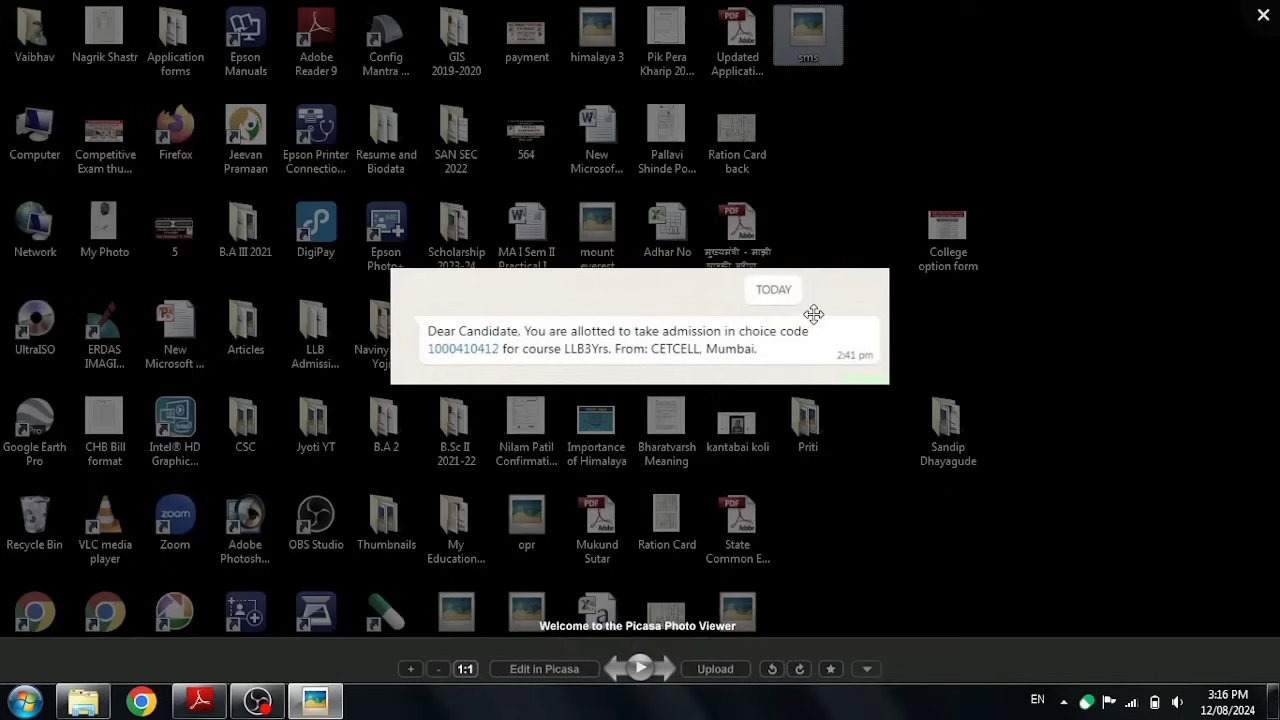 Vaibhav
Nagrik Shastr
Application
forms
Epson
Manuals
Adobe
Reader 9
Config
Mantra ...
GIS
2019-2020
payment
himalaya 3
Pik Pera
Kharip 20...
Updated
Applicati...
sms
Computer
Competitive
Exam thu...
Firefox
Jeevan
Pramaan
Epson Printer
Connectio...
Resume and
Biodata
SAN SEC
2022
564
New
Microsof...
Pallavi
Shinde Po...
Ration Card
back
Network
My Photo
5
B.A III 2021
DigiPay
Epson
Photo+
Scholarship
2023-24
MA I Sem II
Practical I
mount
everest
Adhar No
मुख्यमंत्री - माझी
College
option form
TODAY
Dear Candidate, You are allotted to take admission in choice code
1000410412 for course LLB3Yrs. From: CETCELL, Mumbai.
2:41 pm
UltraISO
ERDAS
IMAGI...
New
Microsoft ...
Articles
LLB
Admissi...
Google Earth
Pro
CHB Bill
format
Intel® HD
Graphic...
CSC
Jyoti YT
B.A 2
B.Sc II
2021-22
Nilam Patil
Confirmati...
Importance
of Himalaya
Bharatvarsh
Meaning
kantabai koli
Priti
Sandip
Dhayagude
Recycle Bin
VLC media
player
Zoom
Adobe
Photosh...
OBS Studio
Thumbnails
My
Education...
opr
Mukund
Sutar
Ration Card
State
Common E...
Welcome to the Picasa Photo Viewer
1:1
Edit in Picasa
Upload
EN
3:16 PM
12/08/2024